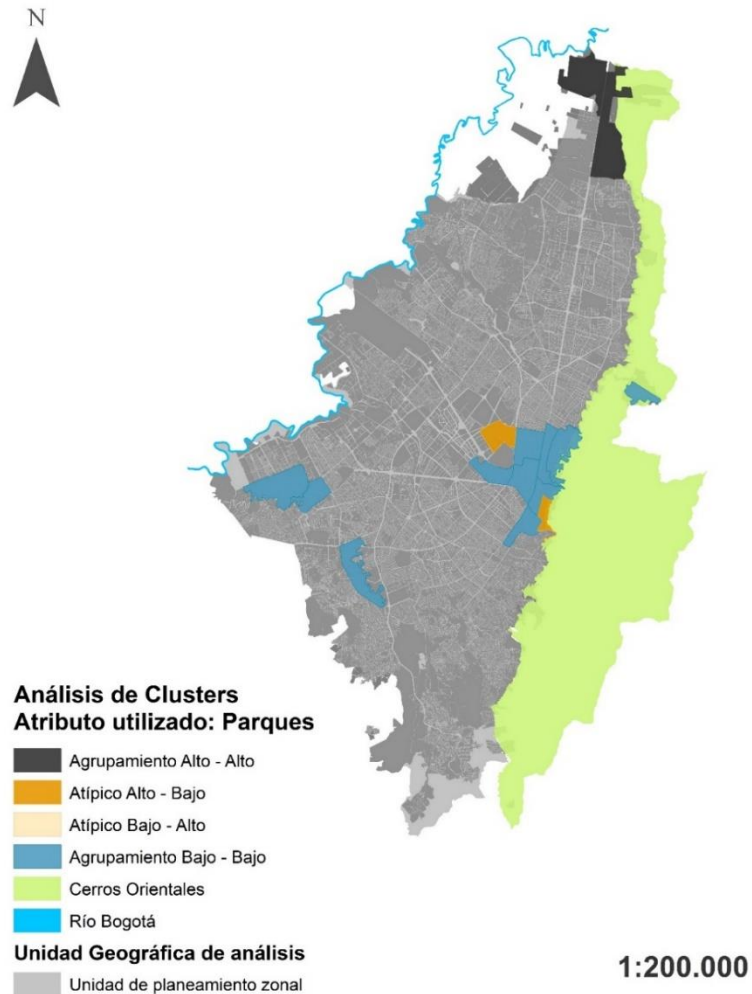 N
Análisis de Clusters
Atributo utilizado: Parques
Agrupamiento Alto - Alto
Atípico Alto - Bajo
Atípico Bajo - Alto
Agrupamiento Bajo - Bajo
Cerros Orientales
Río Bogotá
Unidad Geográfica de análisis
Unidad de planeamiento zonal
1:200.000